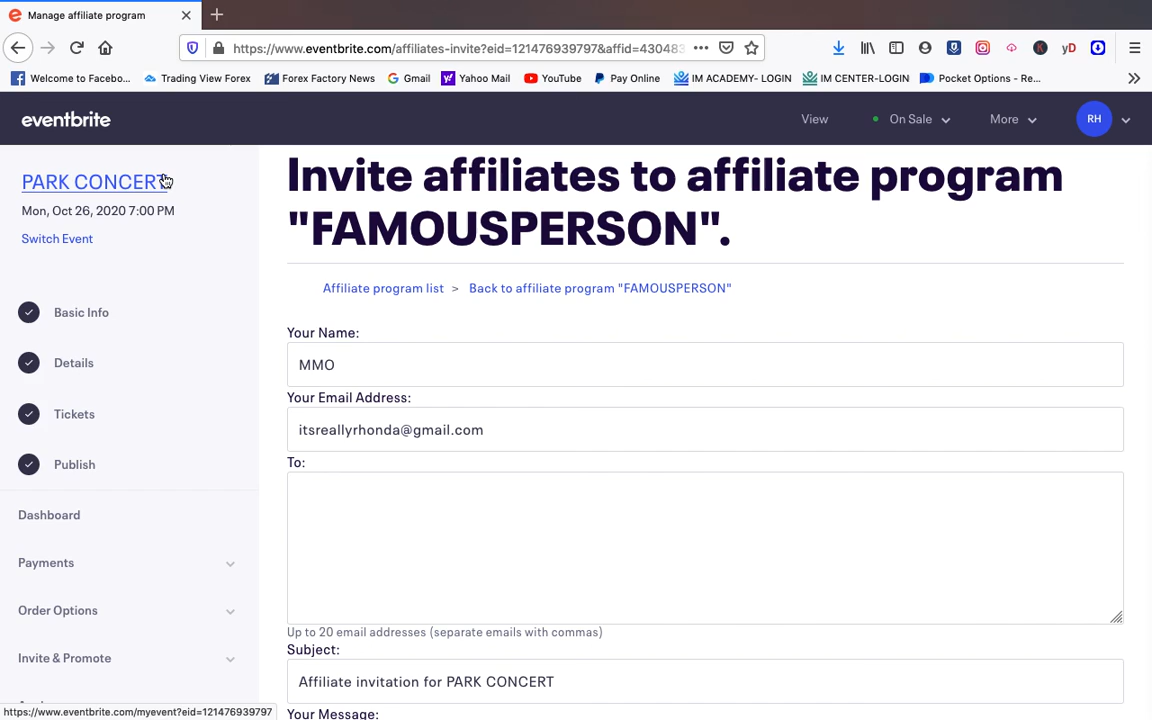 Manage affiliate program
https://www.eventbrite.com/affiliates-invite?eid=121476939797&affid=430483
Welcome to Facebo...
Trading View Forex
Forex Factory News
Gmail
Yahoo Mail
YouTube
Pay Online
IM ACADEMY- LOGIN
IM CENTER-LOGIN
Pocket Options - Re...
eventbrite
View
On Sale
More
RH
PARK CONCERT
Mon, Oct 26, 2020 7:00 PM
Switch Event
Basic Info
Details
Tickets
Publish
Dashboard
Payments
Order Options
Invite & Promote
https://www.eventbrite.com/myevent?eid=121476939797
Invite affiliates to affiliate program
"FAMOUSPERSON".
Affiliate program list > Back to affiliate program "FAMOUSPERSON"
Your Name:
MMO
Your Email Address:
itsreallyrhonda@gmail.com
To:
Up to 20 email addresses (separate emails with commas)
Subject:
Affiliate invitation for PARK CONCERT
Your Message: